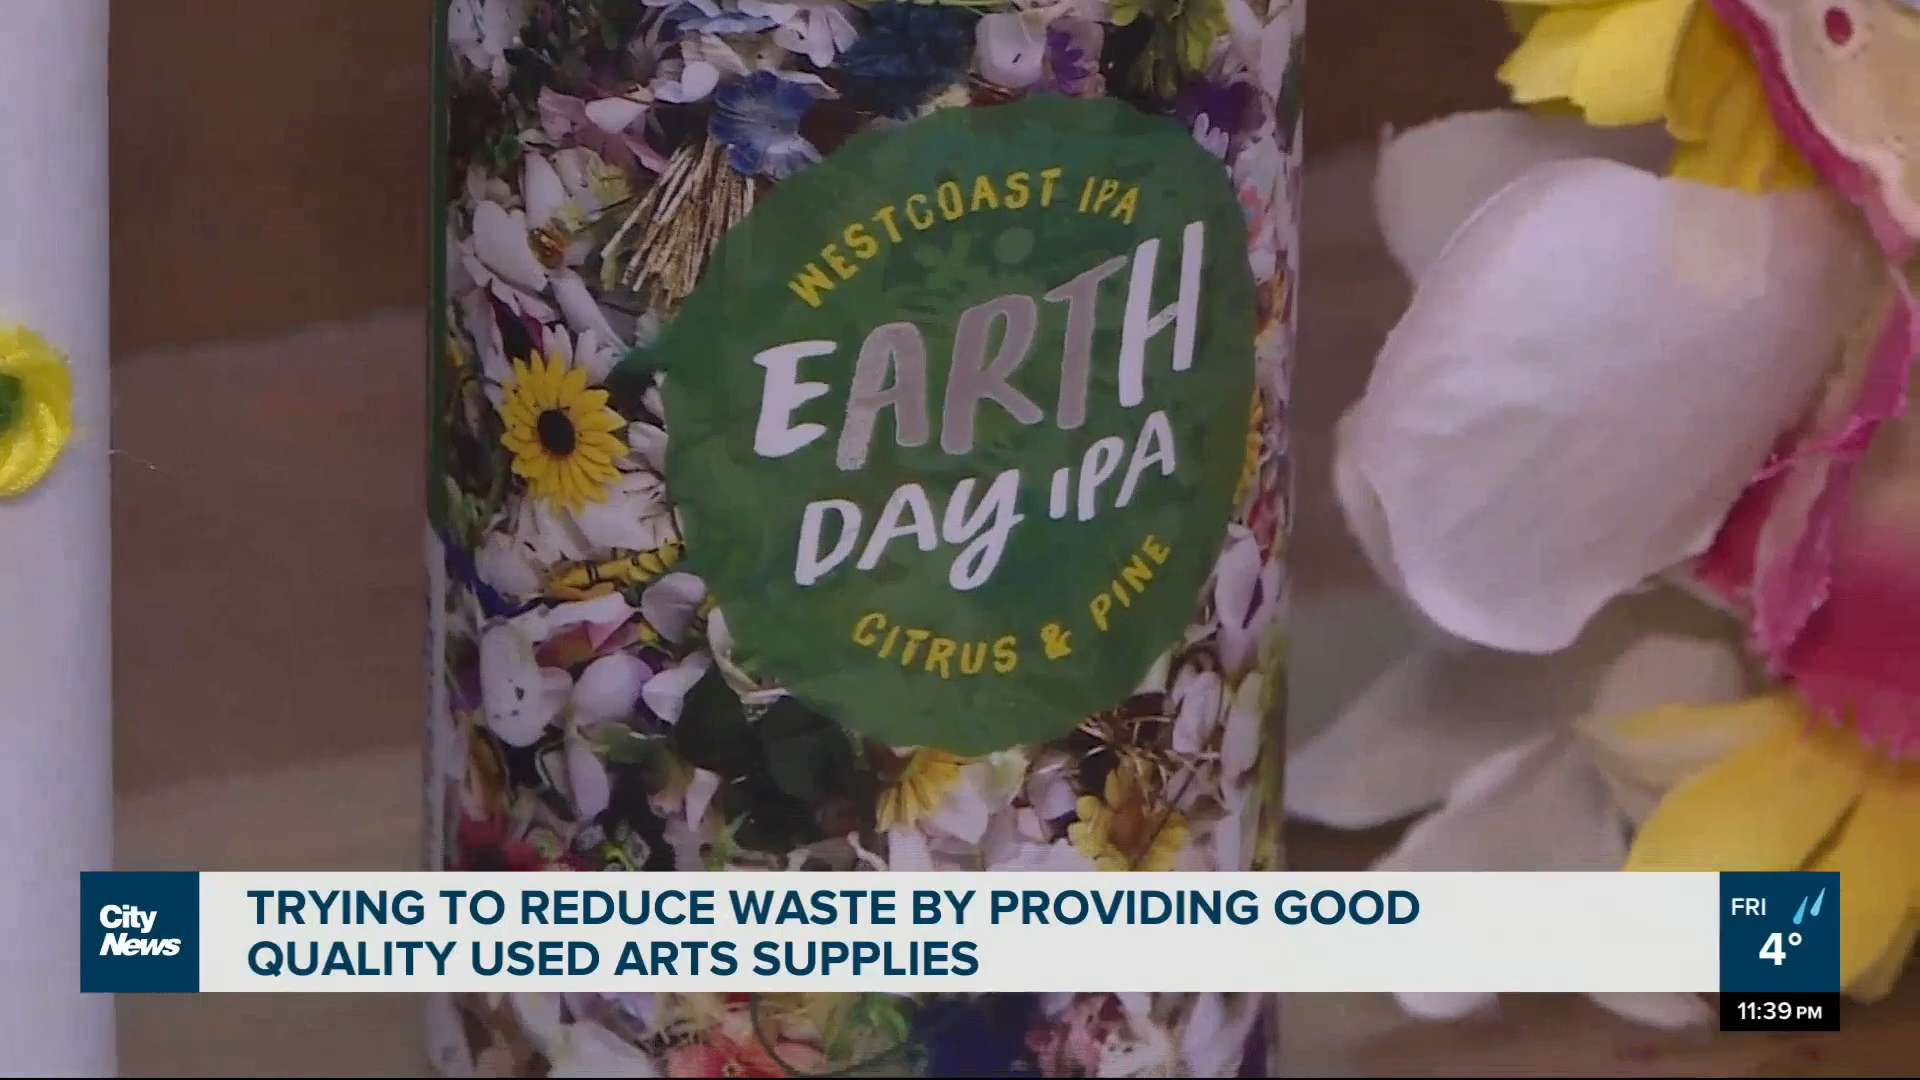 WESTCOAST IPA
EARTH
DAY IPA
CITRUS & PINE
City
News
TRYING TO REDUCE WASTE BY PROVIDING GOOD
QUALITY USED ARTS SUPPLIES
FRI
4°
11:39 PM